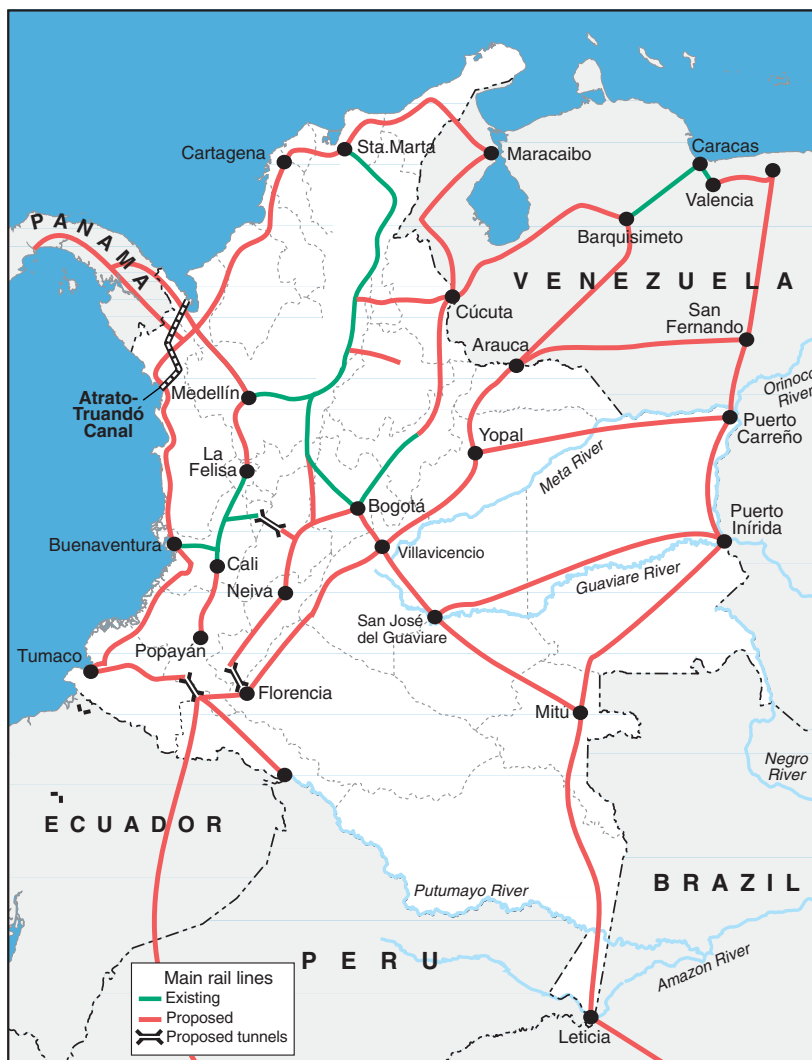 Cartagena
Sta.Marta
Maracaibo
Caracas
Valencia
Barquisimeto
PANAMA
VENEZUELA
Cúcuta
San
Fernando
Arauca
Orinoco
River
Atrato-
Truandó
Canal
Medellín
Puerto
Carreño
La
Felisa
Yopal
Meta River
Bogotá
Puerto
Inírida
Buenaventura
Villavicencio
Cali
Guaviare River
Neiva
San José
del Guaviare
Popayán
Tumaco
Florencia
Mitú
Negro
River
ECUADOR
BRAZIL
Putumayo River
PERU
Amazon River
Main rail lines
Existing
Proposed
Proposed tunnels
Leticia